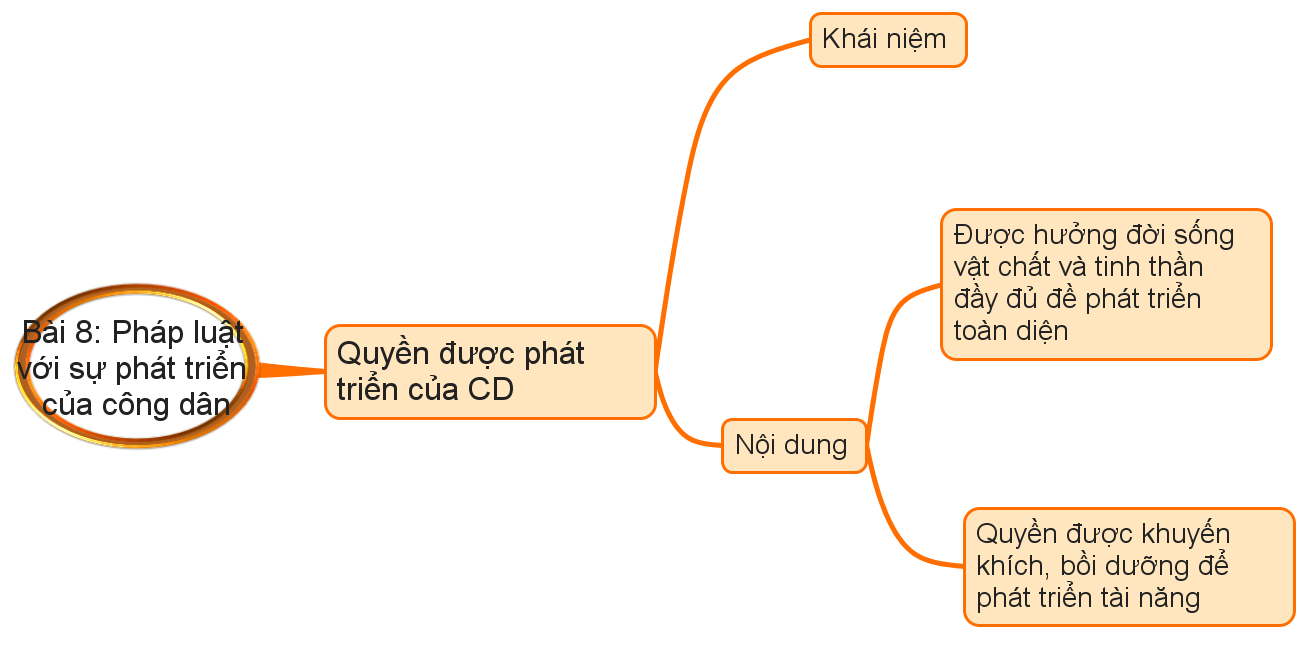 Khái niệm
Được hưởng đời sống
vật chất và tinh thần
đầy đủ đề phát triển
toàn diện
Bài 8: Pháp luật
với sự phát triển
của công dân
Quyền được phát
triển của CD
Nội dung
Quyền được khuyến
khích, bồi dưỡng để
phát triển tài năng